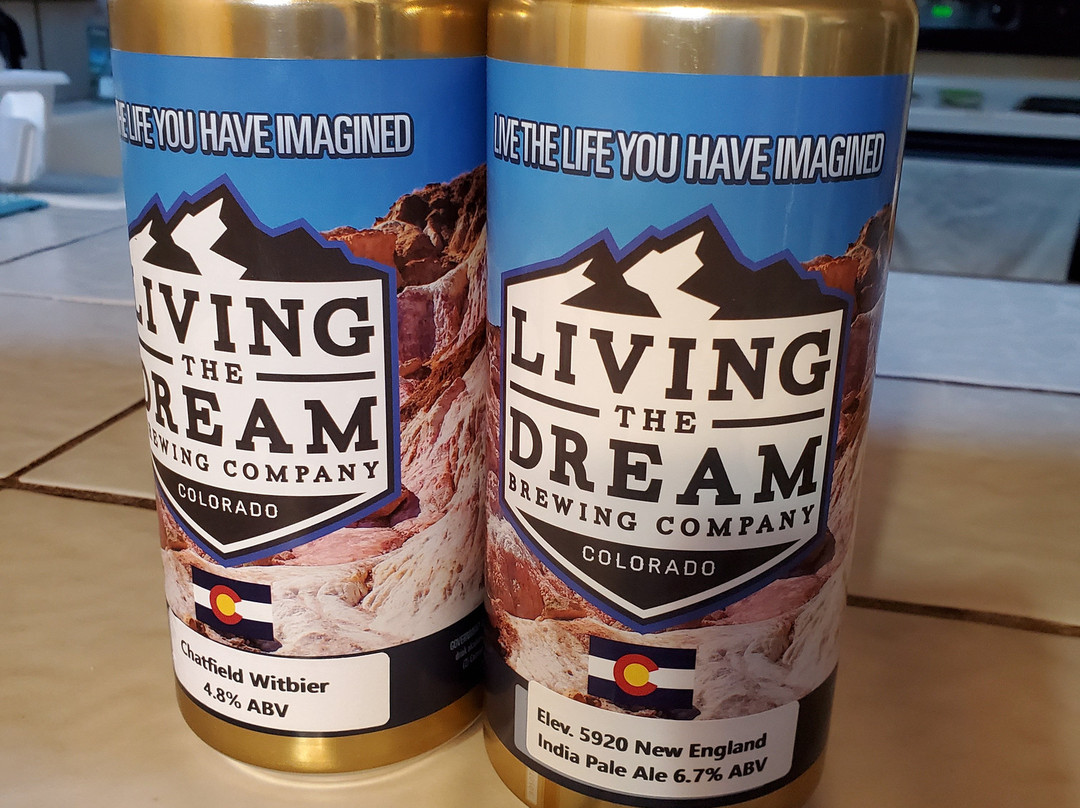 THE LIFE YOU HAVE IMAGINED
LIVING
THE
DREAM
BREWING COMPANY
COLORADO
Chatfield Witbier
4.8% ABV
LIVE THE LIFE YOU HAVE IMAGINED
LIVING
THE
DREAM
BREWING COMPANY
COLORADO
Elev. 5920 New England
India Pale Ale 6.7% ABV